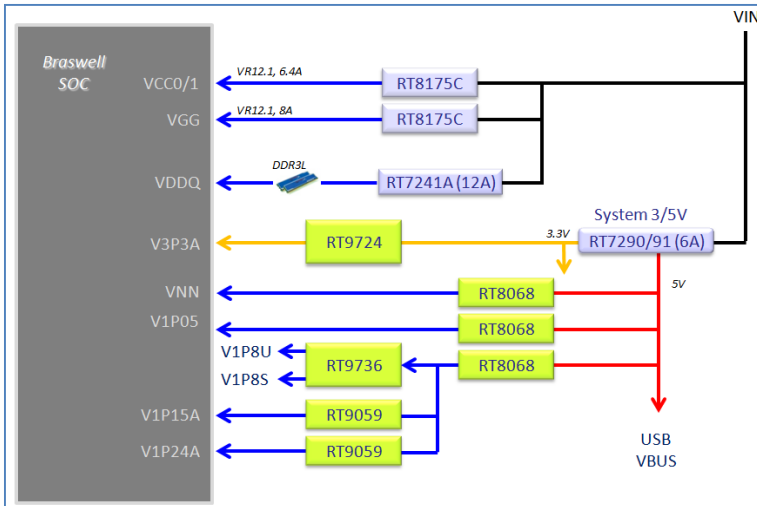 VIN
Braswell
SOC
VCC0/1
VR12.1, 6.4A
RT8175C
VGG
VR12.1, 8A
RT8175C
VDDQ
DDR3L
RT7241A (12A)
System 3/5V
V3P3A
RT9724
3.3V
RT7290/91 (6A)
5V
VNN
RT8068
V1P05
RT8068
V1P8U
V1P8S
RT9736
RT8068
V1P15A
RT9059
V1P24A
RT9059
USB
VBUS